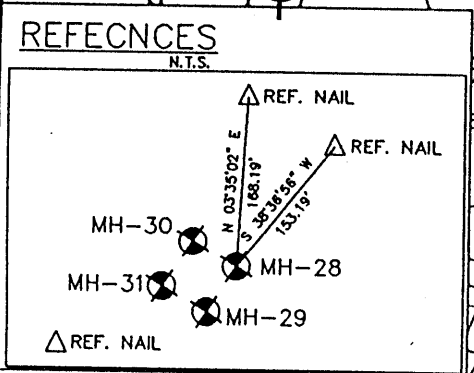 REFECNCES
N.T.S.
REF. NAIL
REF. NAIL
N 03°35'02" E
168.19'
S 38°36'56" W
153.19'
MH-30
MH-28
MH-31
MH-29
REF. NAIL